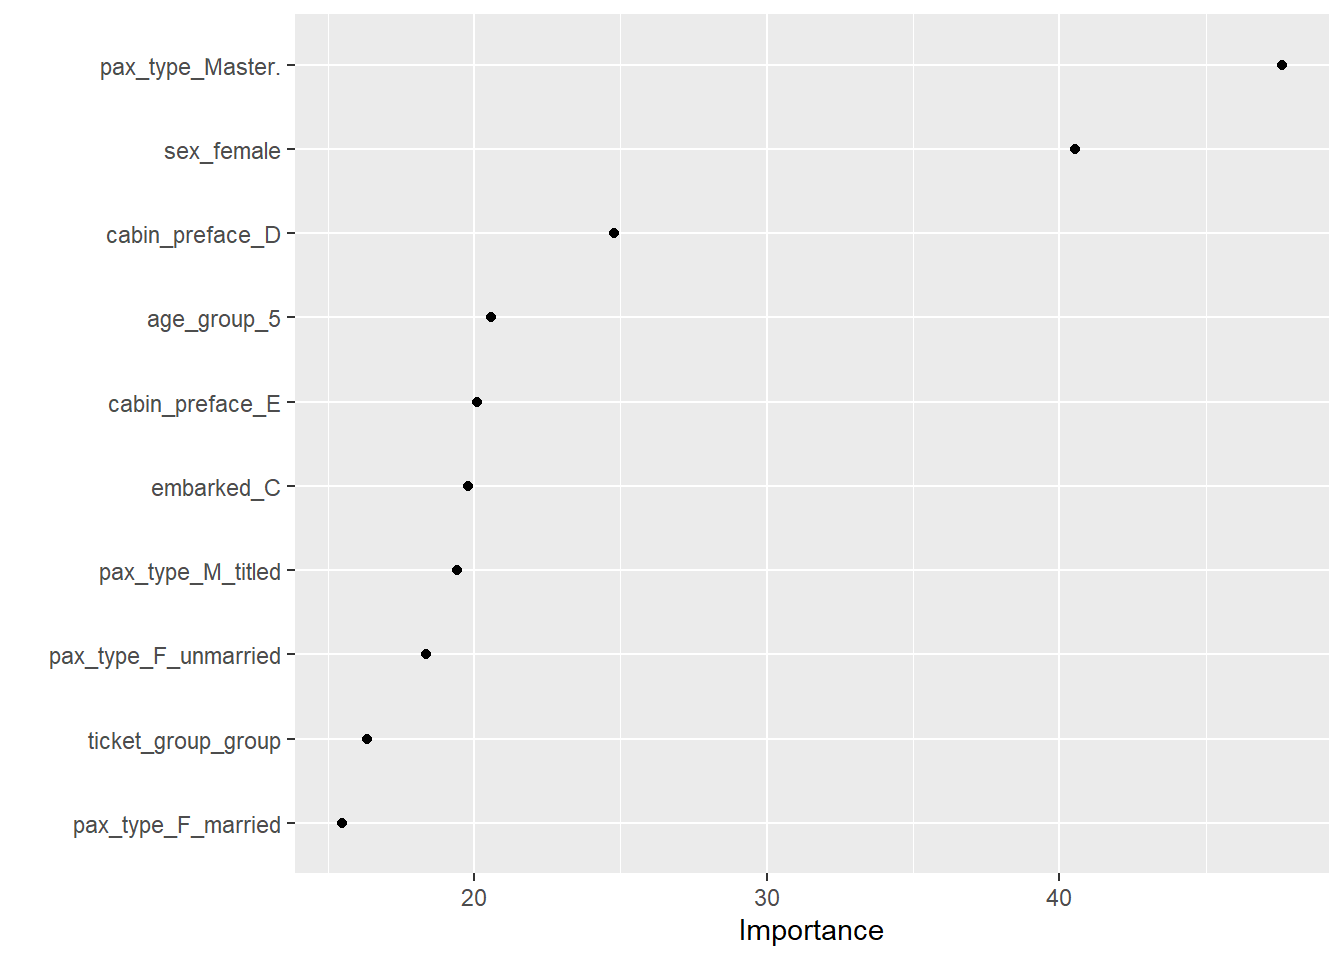 pax_type_Master.
sex_female
cabin_preface_D
age_group_5
cabin_preface_E
embarked_C
pax_type_M_titled
pax_type_F_unmarried
ticket_group_group
pax_type_F_married
20 30 40
Importance